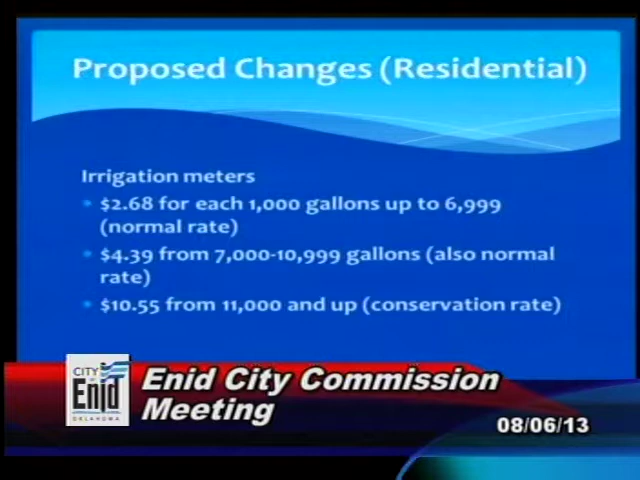 Proposed Changes (Residential)
Irrigation meters
• $2.68 for each 1,000 gallons up to 6,999
(normal rate)
• $4.39 from 7,000-10,999 gallons (also normal
rate)
• $10.55 from 11,000 and up (conservation rate)
CITY
OF
Enid
OKLAHOMA
Enid City Commission
Meeting
08/06/13